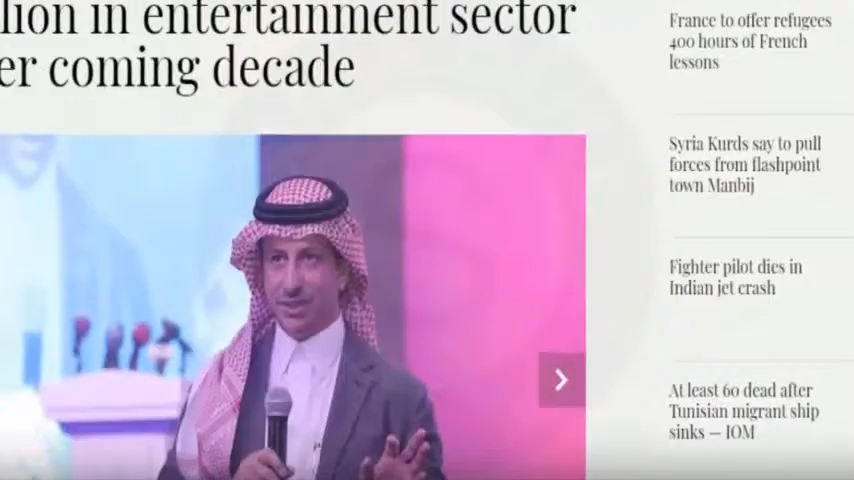 lion in entertainment sector
er coming decade
France to offer refugees
400 hours of French
lessons
Syria Kurds say to pull
forces from flashpoint
town Manbij
Fighter pilot dies in
Indian jet crash
At least 60 dead after
Tunisian migrant ship
sinks — IOM